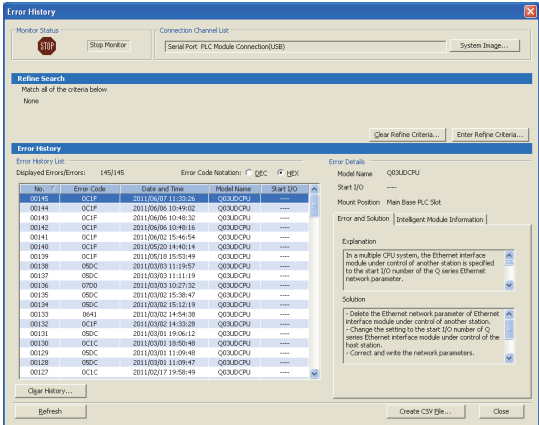 Error History
Monitor Status
STOP
Stop Monitor
Connection Channel List
Serial Port PLC Module Connection(USB)
System Image...
Refine Search
Match all of the criteria below
None
Clear Refine Criteria...
Enter Refine Criteria...
Error History
Error History List
Displayed Errors/Errors: 145/145
Error Code Notation: DEC HEX
No. Error Code Date and Time Model Name Start I/O
00145 0C1F 2011/06/07 11:33:26 Q03UDCPU ----
00144 0C1F 2011/06/06 10:49:02 Q03UDCPU ----
00143 0C1F 2011/06/06 10:48:32 Q03UDCPU ----
00142 0C1F 2011/06/06 10:48:16 Q03UDCPU ----
00141 0C1F 2011/06/02 15:46:54 Q03UDCPU ----
00140 0C1F 2011/05/20 14:40:14 Q03UDCPU ----
00139 0C1F 2011/05/18 15:53:49 Q03UDCPU ----
00138 05DC 2011/03/03 11:19:57 Q03UDCPU ----
00137 05DC 2011/03/03 11:11:19 Q03UDCPU ----
00136 07D0 2011/03/03 10:27:32 Q03UDCPU ----
00135 05DC 2011/03/02 15:38:47 Q03UDCPU ----
00134 05DC 2011/03/02 15:12:19 Q03UDCPU ----
00133 0641 2011/03/02 14:54:38 Q03UDCPU ----
00132 0C1F 2011/03/02 14:33:28 Q03UDCPU ----
00131 05DC 2011/03/01 19:06:12 Q03UDCPU ----
00130 0C1C 2011/03/01 18:50:48 Q03UDCPU ----
00129 05DC 2011/03/01 11:09:48 Q03UDCPU ----
00128 05DC 2011/03/01 11:09:47 Q03UDCPU ----
00127 0C1C 2011/02/17 19:58:49 Q03UDCPU ----
Error Details
Model Name Q03UDCPU
Start I/O ----
Mount Position Main Base PLC Slot
Error and Solution
Intelligent Module Information
Explanation
In a multiple CPU system, the Ethernet interface
module under control of another station is specified
to the start I/O number of the Q series Ethernet
network parameter.
Solution
- Delete the Ethernet network parameter of Ethernet
interface module under control of another station.
- Change the setting to the start I/O number of Q
series Ethernet interface module under control of the
host station.
- Correct and write the network parameters.
Clear History...
Refresh
Create CSV File...
Close